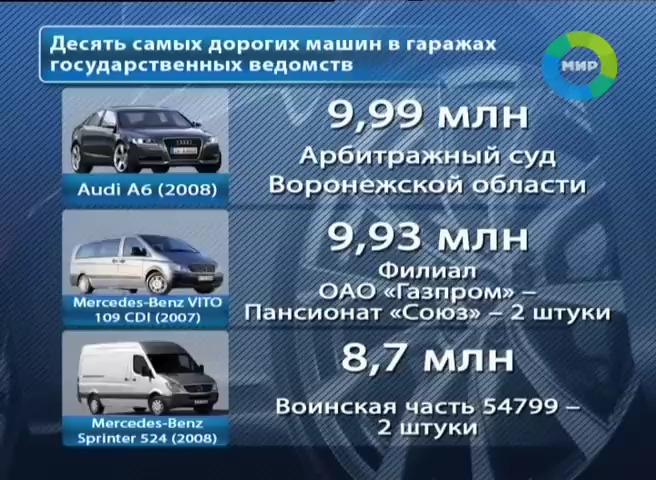 Десять самых дорогих машин в гаражах
государственных ведомств
МИР
9,99 млн
Арбитражный суд
Воронежской области
Audi A6 (2008)
9,93 млн
Филиал
ОАО «Газпром» –
Пансионат «Союз» – 2 штуки
Mercedes-Benz VITO
109 CDI (2007)
8,7 млн
Воинская часть 54799 –
2 штуки
Mercedes-Benz
Sprinter 524 (2008)